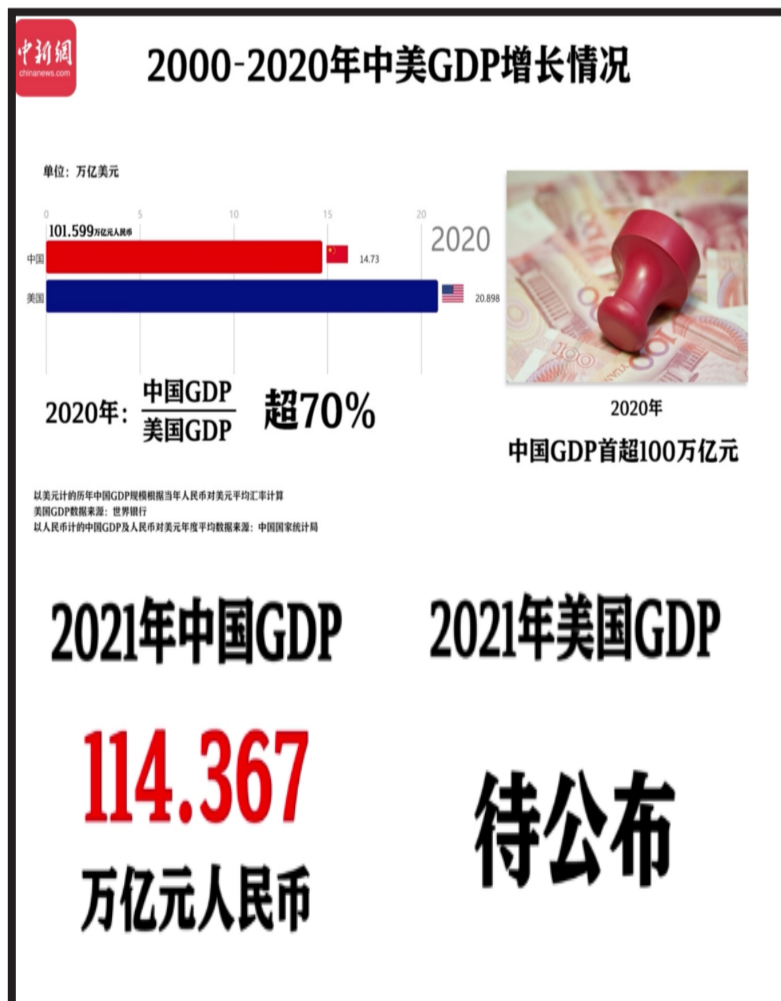 中新網
chinanews.com
2000-2020年中美GDP增长情况
单位：万亿美元
0 5 10 15 20
101.599万亿元人民币
2020
中国 14.73
美国 20.898
2020年：中国GDP
美国GDP
超70%
100
2020年
中国GDP首超100万亿元
以美元计的历年中国GDP规模根据当年人民币对美元平均汇率计算
美国GDP数据来源：世界银行
以人民币计的中国GDP及人民币对美元年度平均数据来源：中国国家统计局
2021年中国GDP
2021年美国GDP
114.367
待公布
万亿元人民币